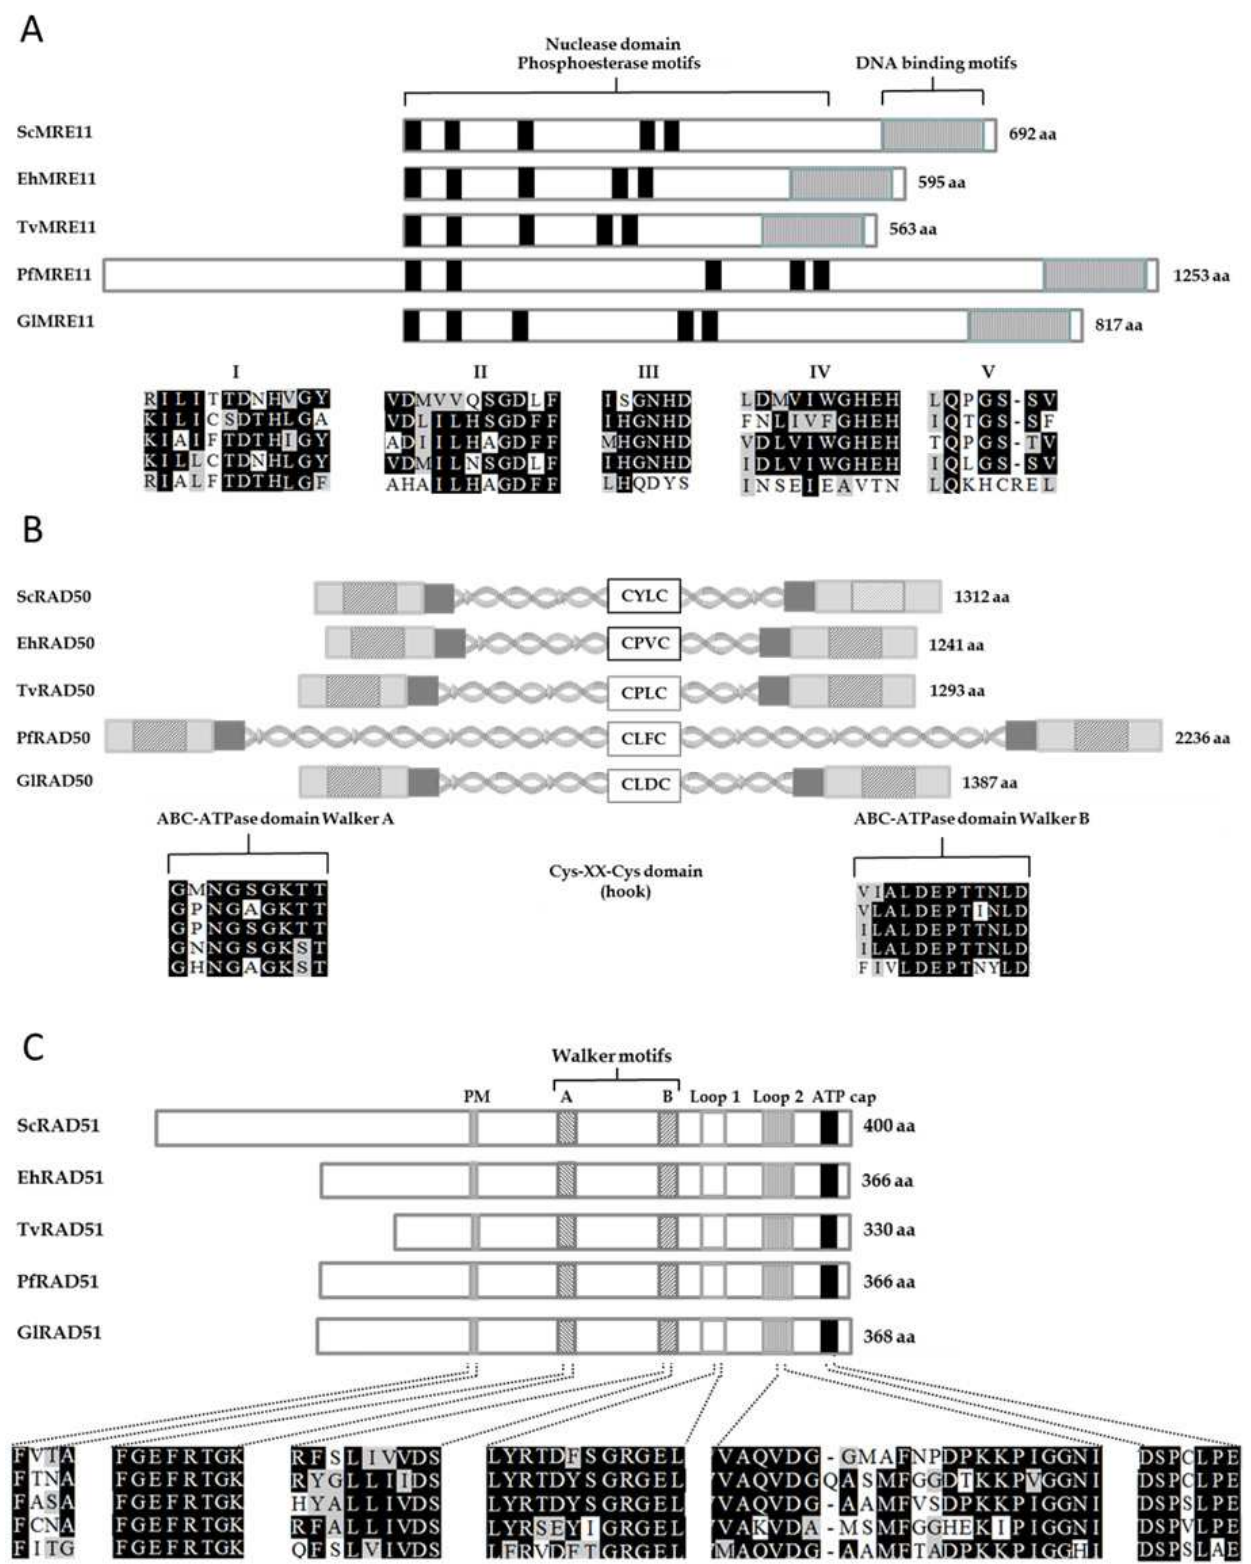 A
Nuclease domain
Phosphoesterase motifs
DNA binding motifs
ScMRE11 692 aa
EhMRE11 595 aa
TvMRE11 563 aa
PfMRE11 1253 aa
GlMRE11 817 aa
I II III IV V
RILITTDNHVGY VDMVVQSGDLF ISGNHD LDMVIWGHEH LQPGS-SV
KILICSDTHLGA VDLILHSGDFF IHGNHD FNLIVFGHEH IQTGS-SF
KIAIFTDTHIGY ADIILHAGDFF MHGNHD VDLVIWGHEH TQPGS-TV
KILLCTDNHLGY VDMILNSGDLF IHGNHD IDLVIWGHEH IQLGS-SV
RIALFTDTHLGF AHAILHAGDFF LHQDYS INSEIEAVTN LQKHCREL
B
ScRAD50 CYLC 1312 aa
EhRAD50 CPVC 1241 aa
TvRAD50 CPLC 1293 aa
PfRAD50 CLFC 2236 aa
GlRAD50 CLDC 1387 aa
ABC-ATPase domain Walker A
ABC-ATPase domain Walker B
Cys-XX-Cys domain
(hook)
GMNGSGKTT VIALDEPTTNLD
GPNGAGKTT VLALDEPTINLD
GPNGSGKTT ILALDEPTTNLD
GNNGSGKST ILALDEPTTNLD
GHNGAGKST FIVLDEPTNYLD
C
Walker motifs
PM A B Loop 1 Loop 2 ATP cap
ScRAD51 400 aa
EhRAD51 366 aa
TvRAD51 330 aa
PfRAD51 366 aa
GlRAD51 368 aa
FVTA FGEFRTGK RFSLIVVDS LYRTDFSGRGEL VAQVDG-GMAFNPDPKKPIGGNI DSPCLPE
FTNA FGEFRTGK RYGLLIIDS LYRTDYSGRGEL VAQVDGQASMFGGDTKKPVGGNI DSPSLPE
FASA FGEFRTGK HYALLIVDS LYRTDYSGRGEL VAQVDG-AAMFVSDPKKPIGGNI DSPSLPE
FCNA FGEFRTGK RFALLIVDS LYRSEYIGRGEL VAKVDA-MSMFGGHEKIPIGGNI DSPVLPE
FITG FGEFRTGK QFSLVIVDS LFRVDFTGRGEL MAQVDG-AAMFTADPKKPIGGHI DSPSLAE